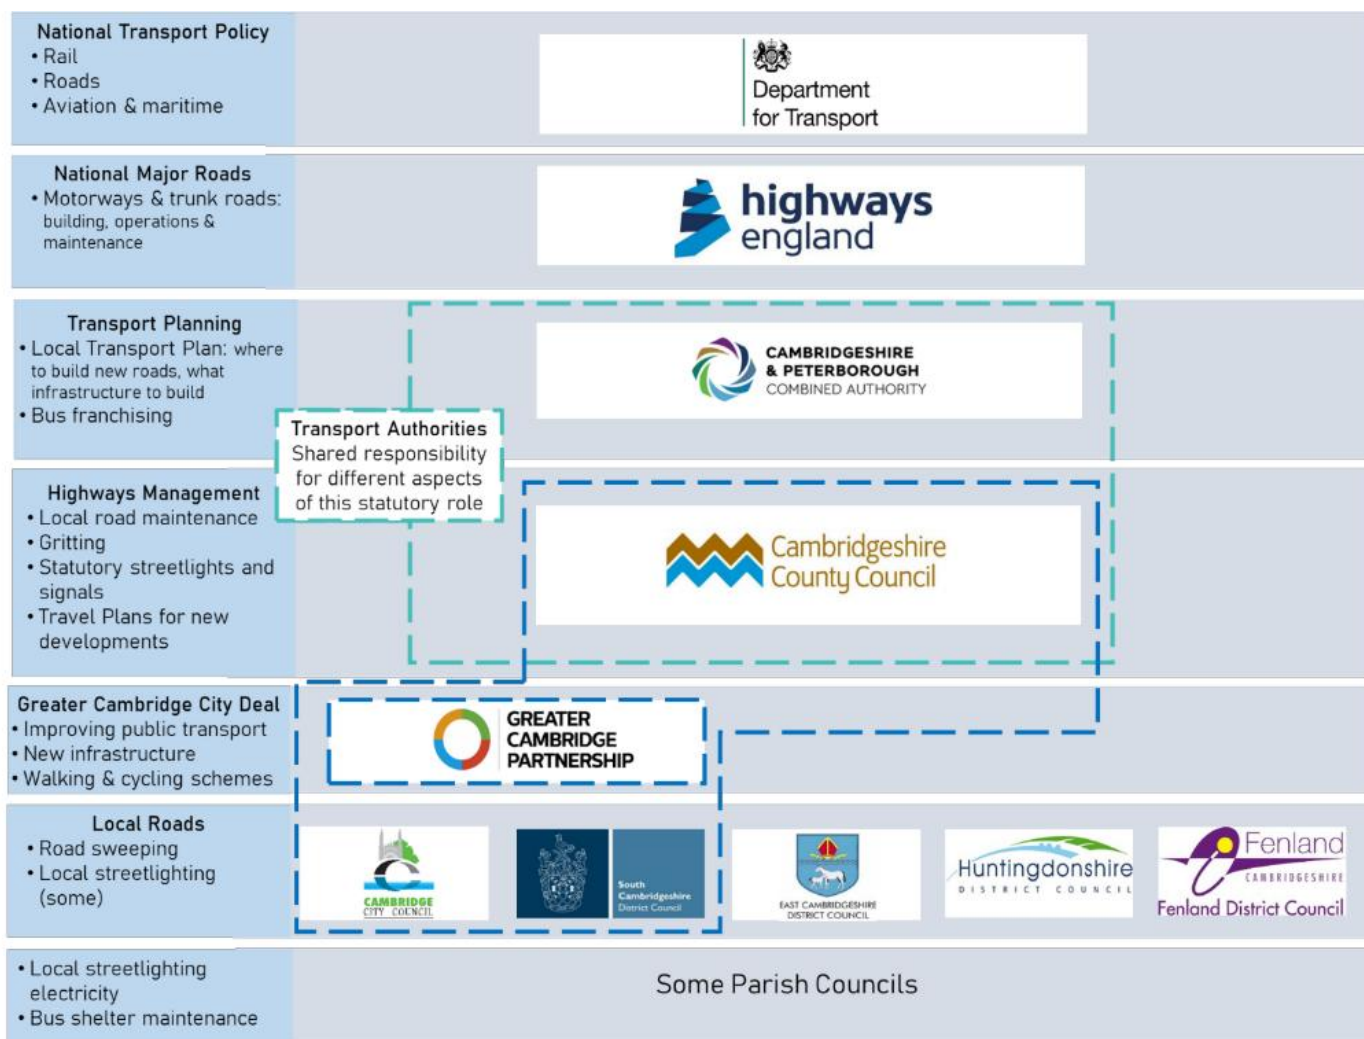 National Transport Policy
• Rail
• Roads
• Aviation & maritime
Department
for Transport
National Major Roads
• Motorways & trunk roads:
building, operations &
maintenance
highways
england
Transport Planning
• Local Transport Plan: where
to build new roads, what
infrastructure to build
• Bus franchising
CAMBRIDGESHIRE
& PETERBOROUGH
COMBINED AUTHORITY
Transport Authorities
Shared responsibility
for different aspects
of this statutory role
Highways Management
• Local road maintenance
• Gritting
• Statutory streetlights and
signals
• Travel Plans for new
developments
Cambridgeshire
County Council
Greater Cambridge City Deal
• Improving public transport
• New infrastructure
• Walking & cycling schemes
GREATER
CAMBRIDGE
PARTNERSHIP
Local Roads
• Road sweeping
• Local streetlighting
(some)
CAMBRIDGE
CITY COUNCIL
South
Cambridgeshire
District Council
EAST CAMBRIDGESHIRE
DISTRICT COUNCIL
Huntingdonshire
DISTRICT COUNCIL
Fenland
CAMBRIDGESHIRE
Fenland District Council
• Local streetlighting
electricity
• Bus shelter maintenance
Some Parish Councils